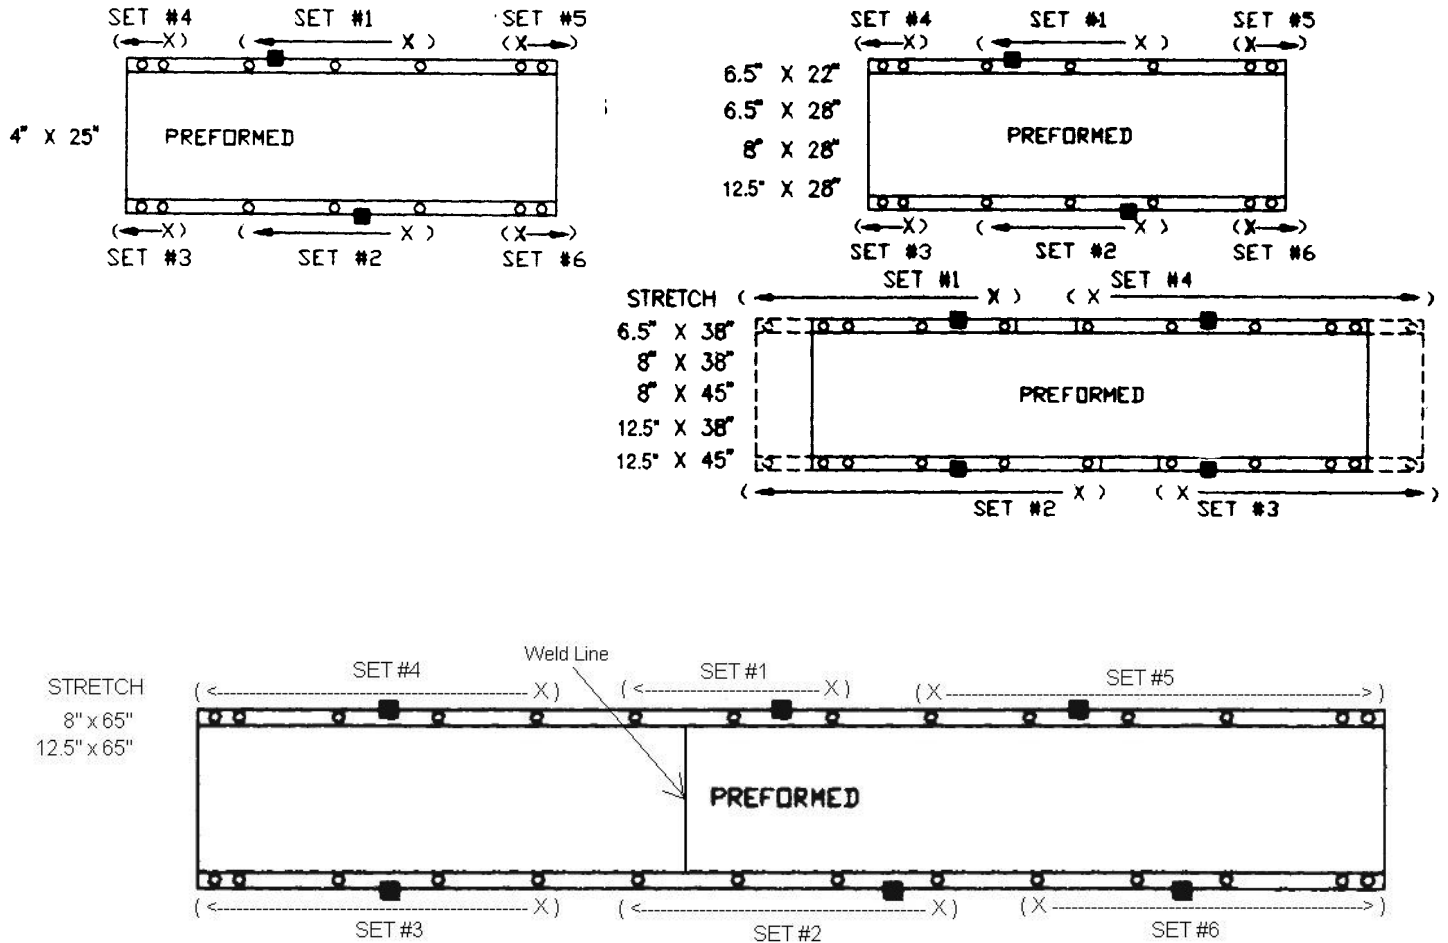 SET #4 SET #1 SET #5
(←X) (← X) (X→)
4" X 25" PREFORMED
(←X) (← X) (X→)
SET #3 SET #2 SET #6
SET #4 SET #1 SET #5
(←X) (← X) (X→)
6.5" X 22"
6.5" X 28"
8" X 28"
12.5" X 28"
PREFORMED
(←X) (← X) (X→)
SET #3 SET #2 SET #6
SET #1 SET #4
STRETCH (← X) (X →)
6.5" X 38"
8" X 38"
8" X 45"
12.5" X 38"
12.5" X 45"
PREFORMED
(← X) (X →)
SET #2 SET #3
Weld Line
SET #4 SET #1 SET #5
STRETCH (<--- X) (<--- X) (X --->)
8" x 65"
12.5" x 65"
PREFORMED
(<--- X) (<--- X) (X --->)
SET #3 SET #2 SET #6